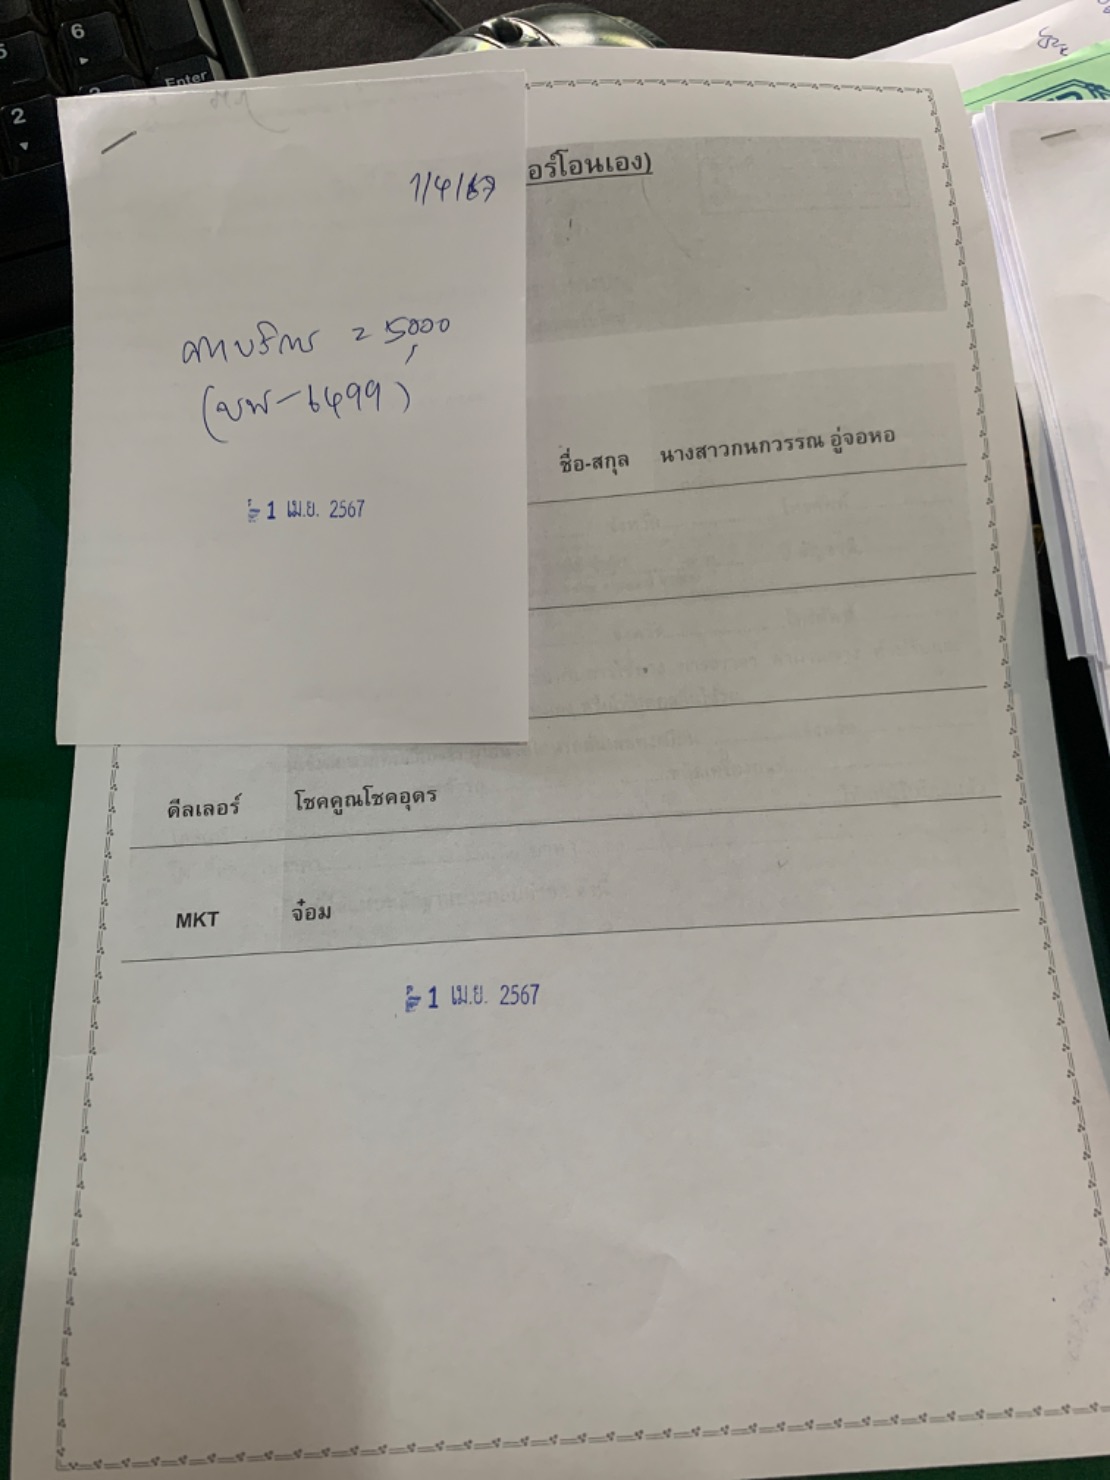 6
Enter
2
1/4/67
ค่าบริการ = 5,000
(บพ-6499)
1 เม.ย. 2567
อร์โอนเอง)
ชื่อ-สกุล นางสาวกนกวรรณ อู่จอหอ
ดีลเลอร์ โชคคูณโชคอุดร
MKT จ๋อม
1 เม.ย. 2567